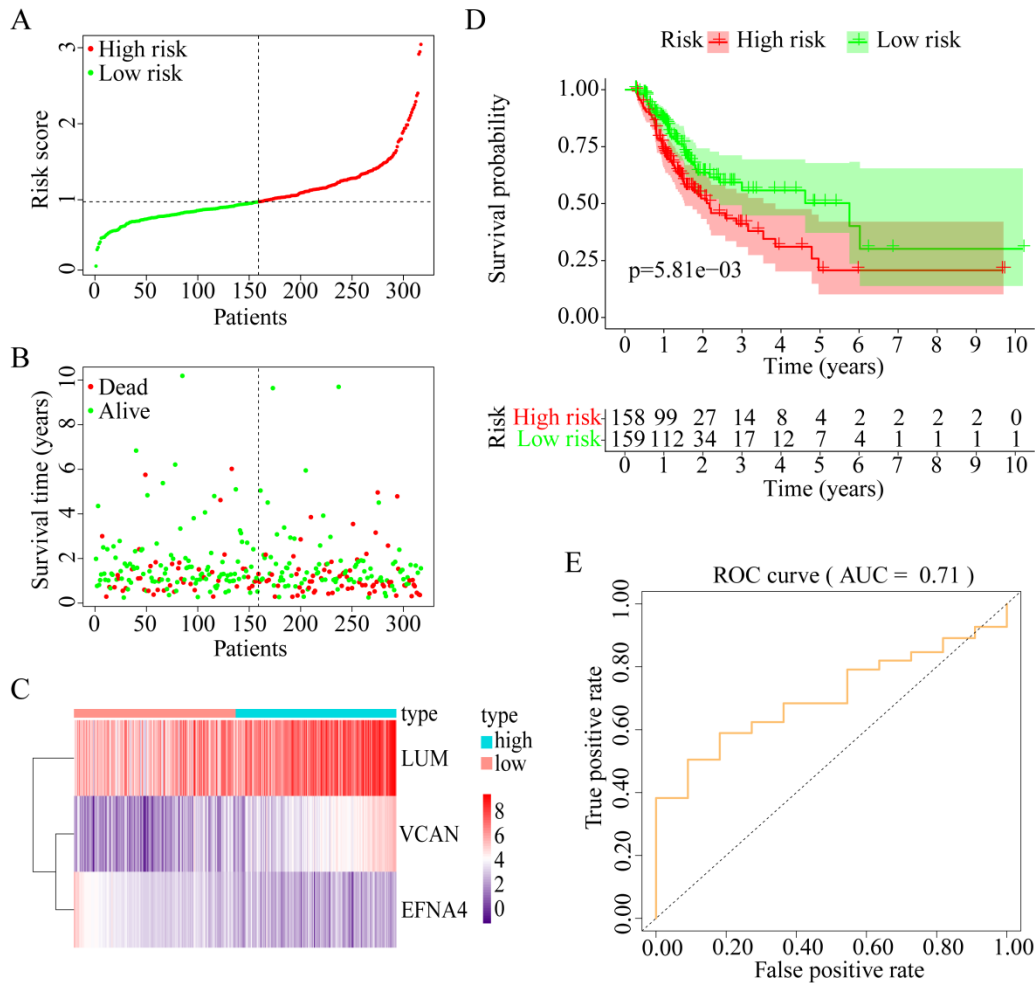 A
3
2
1
0
Risk score
High risk
Low risk
0 50 100 150 200 250 300
Patients
B
10
8
6
4
2
0
Survival time (years)
Dead
Alive
0 50 100 150 200 250 300
Patients
C
type
LUM
VCAN
EFNA4
type
high
low
8
6
4
2
0
D
Risk High risk Low risk
1.00
0.75
0.50
0.25
0.00
Survival probability
p=5.81e−03
0 1 2 3 4 5 6 7 8 9 10
Time (years)
Risk
High risk 158 99 27 14 8 4 2 2 2 2 0
Low risk 159 112 34 17 12 7 4 1 1 1 1
0 1 2 3 4 5 6 7 8 9 10
Time (years)
E
ROC curve ( AUC = 0.71 )
1.00
0.80
0.60
0.40
0.20
0.00
True positive rate
0.00 0.20 0.40 0.60 0.80 1.00
False positive rate